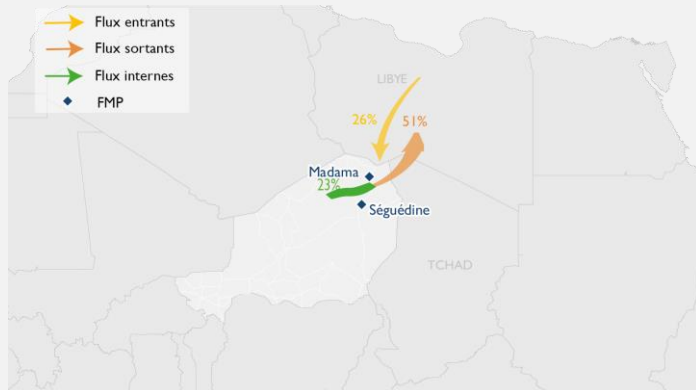 Flux entrants
Flux sortants
Flux internes
FMP
LIBYE
26%
51%
Madama
23%
Séguédine
TCHAD